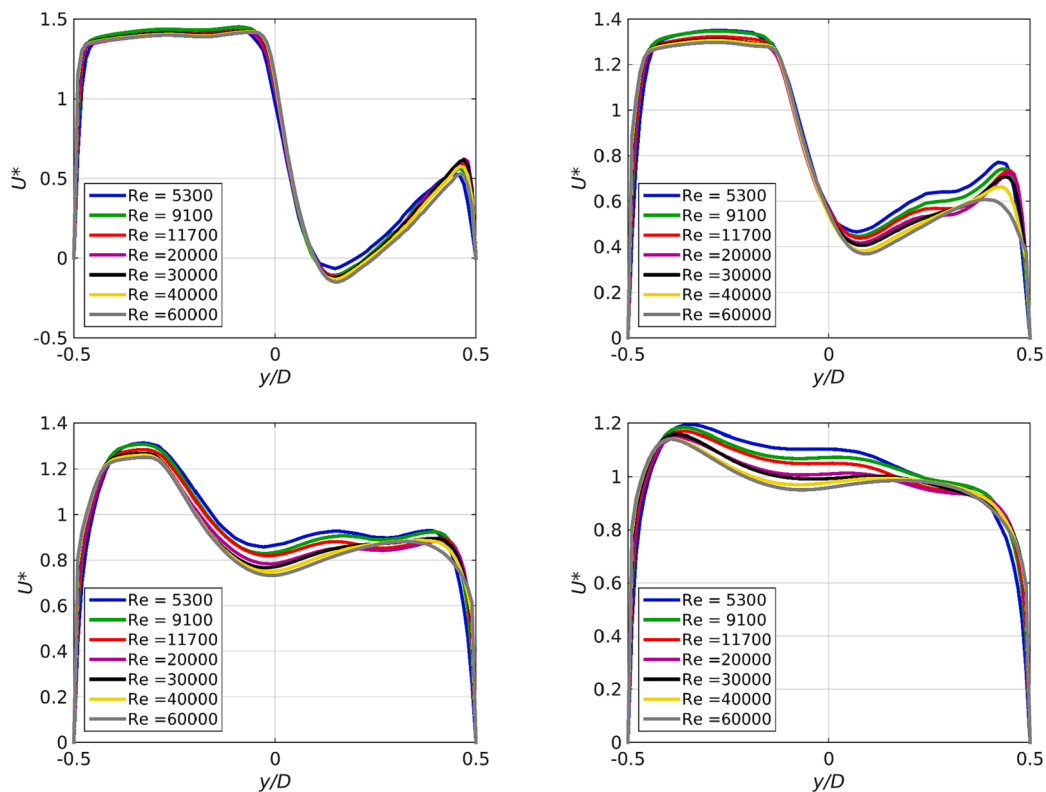 1.5
1
0.5
0
-0.5
U*
Re = 5300
Re = 9100
Re =11700
Re =20000
Re =30000
Re =40000
Re =60000
-0.5 0 0.5
y/D
1.4
1.2
1
0.8
0.6
0.4
0.2
0
U*
Re = 5300
Re = 9100
Re =11700
Re =20000
Re =30000
Re =40000
Re =60000
-0.5 0 0.5
y/D
1.4
1.2
1
0.8
0.6
0.4
0.2
0
U*
Re = 5300
Re = 9100
Re =11700
Re =20000
Re =30000
Re =40000
Re =60000
-0.5 0 0.5
y/D
1.2
1
0.8
0.6
0.4
0.2
0
U*
Re = 5300
Re = 9100
Re =11700
Re =20000
Re =30000
Re =40000
Re =60000
-0.5 0 0.5
y/D